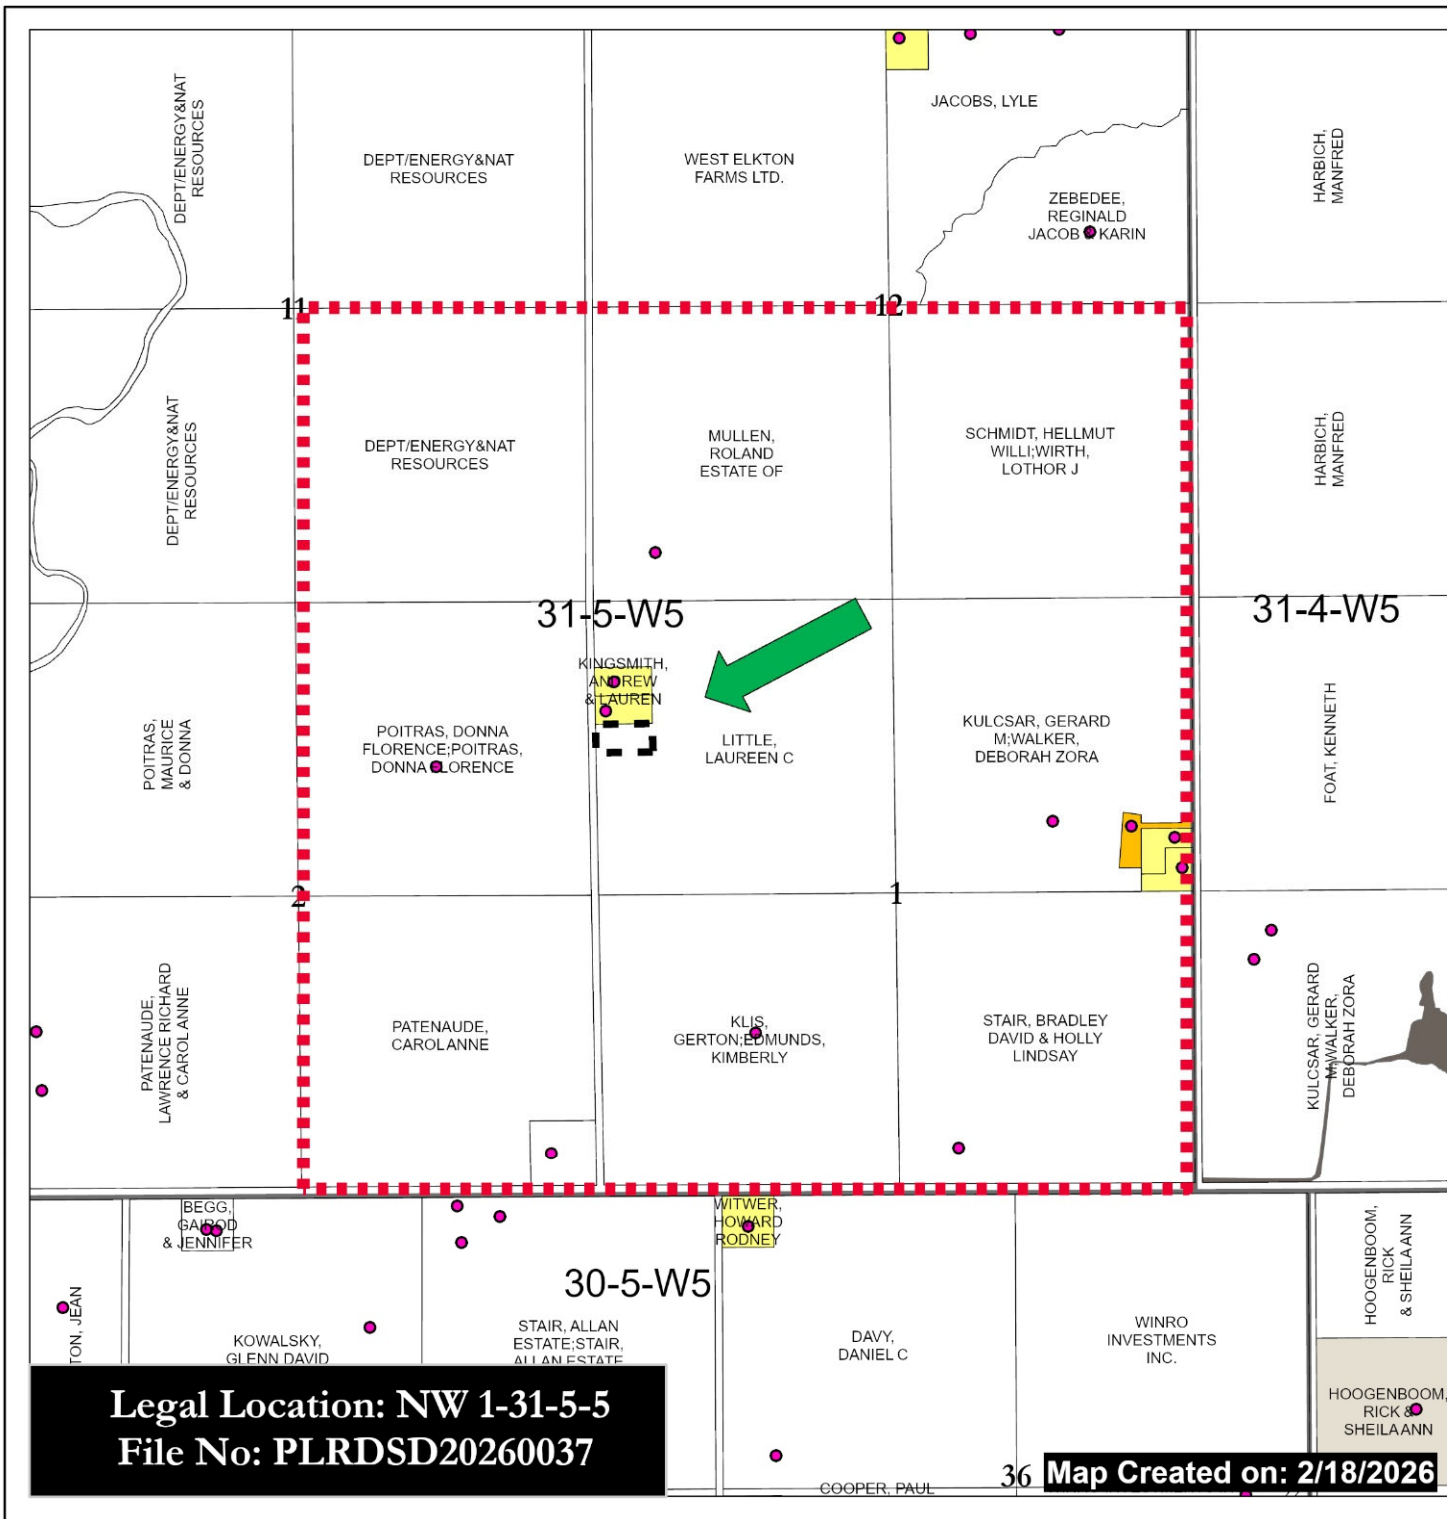 JACOBS, LYLE
DEPT/ENERGY&NAT
RESOURCES
DEPT/ENERGY&NAT
RESOURCES
WEST ELKTON
FARMS LTD.
ZEBEDEE,
REGINALD
JACOB & KARIN
HARBICH,
MANFRED
11
12
DEPT/ENERGY&NAT
RESOURCES
DEPT/ENERGY&NAT
RESOURCES
MULLEN,
ROLAND
ESTATE OF
SCHMIDT, HELLMUT
WILLI;WIRTH,
LOTHOR J
HARBICH,
MANFRED
31-5-W5
31-4-W5
KINGSMITH,
ANDREW
& LAUREN
POITRAS,
MAURICE
& DONNA
POITRAS, DONNA
FLORENCE;POITRAS,
DONNA FLORENCE
LITTLE,
LAUREEN C
KULCSAR, GERARD
M;WALKER,
DEBORAH ZORA
FOAT, KENNETH
2
1
PATENAUDE,
LAWRENCE RICHARD
& CAROL ANNE
PATENAUDE,
CAROL ANNE
KLIS,
GERTON;EDMUNDS,
KIMBERLY
STAIR, BRADLEY
DAVID & HOLLY
LINDSAY
KULCSAR, GERARD
M;WALKER,
DEBORAH ZORA
BEGG,
GAIROD
& JENNIFER
WITWER,
HOWARD
RODNEY
30-5-W5
HOOGENBOOM,
RICK
& SHEILA ANN
TON, JEAN
KOWALSKY,
GLENN DAVID
STAIR, ALLAN
ESTATE;STAIR,
ALLAN ESTATE
DAVY,
DANIEL C
WINRO
INVESTMENTS
INC.
HOOGENBOOM,
RICK &
SHEILA ANN
Legal Location: NW 1-31-5-5
File No: PLRDSD20260037
COOPER, PAUL
36
Map Created on: 2/18/2026